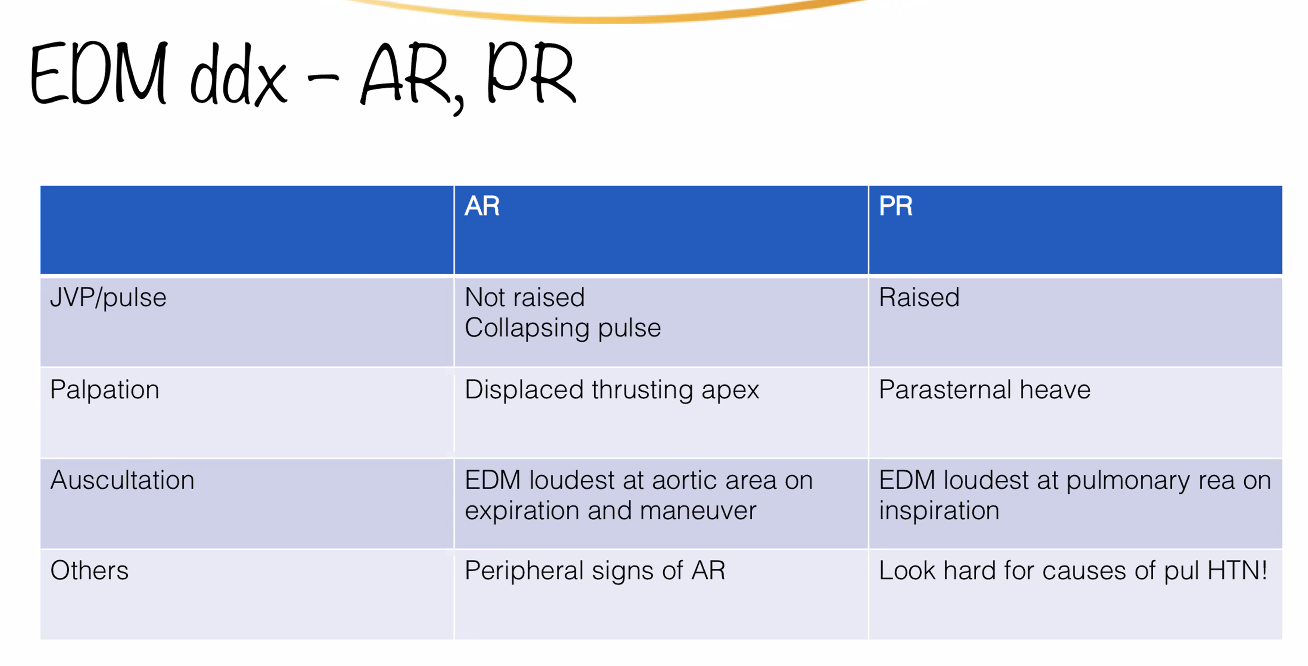 EDM ddx – AR, PR
AR
PR
JVP/pulse
Not raised
Collapsing pulse
Raised
Palpation
Displaced thrusting apex
Parasternal heave
Auscultation
EDM loudest at aortic area on
expiration and maneuver
EDM loudest at pulmonary rea on
inspiration
Others
Peripheral signs of AR
Look hard for causes of pul HTN!